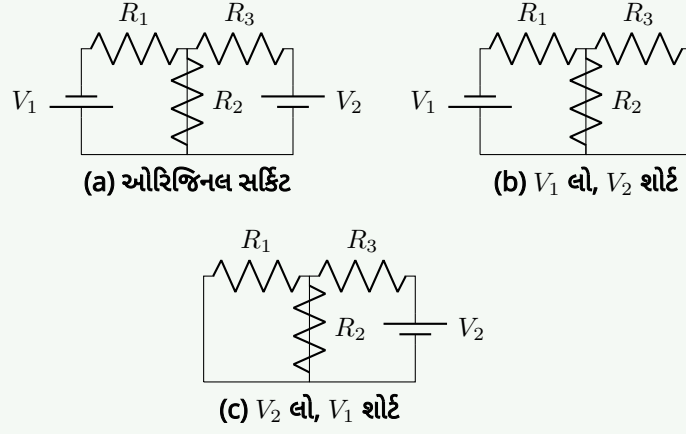 R₁ R₃
V₁ R₂ V₂
(a) ઓરિજિનલ સર્કિટ
R₁ R₃
V₁ R₂
(b) V₁ લો, V₂ શોર્ટ
R₁ R₃
R₂ V₂
(c) V₂ લો, V₁ શોર્ટ